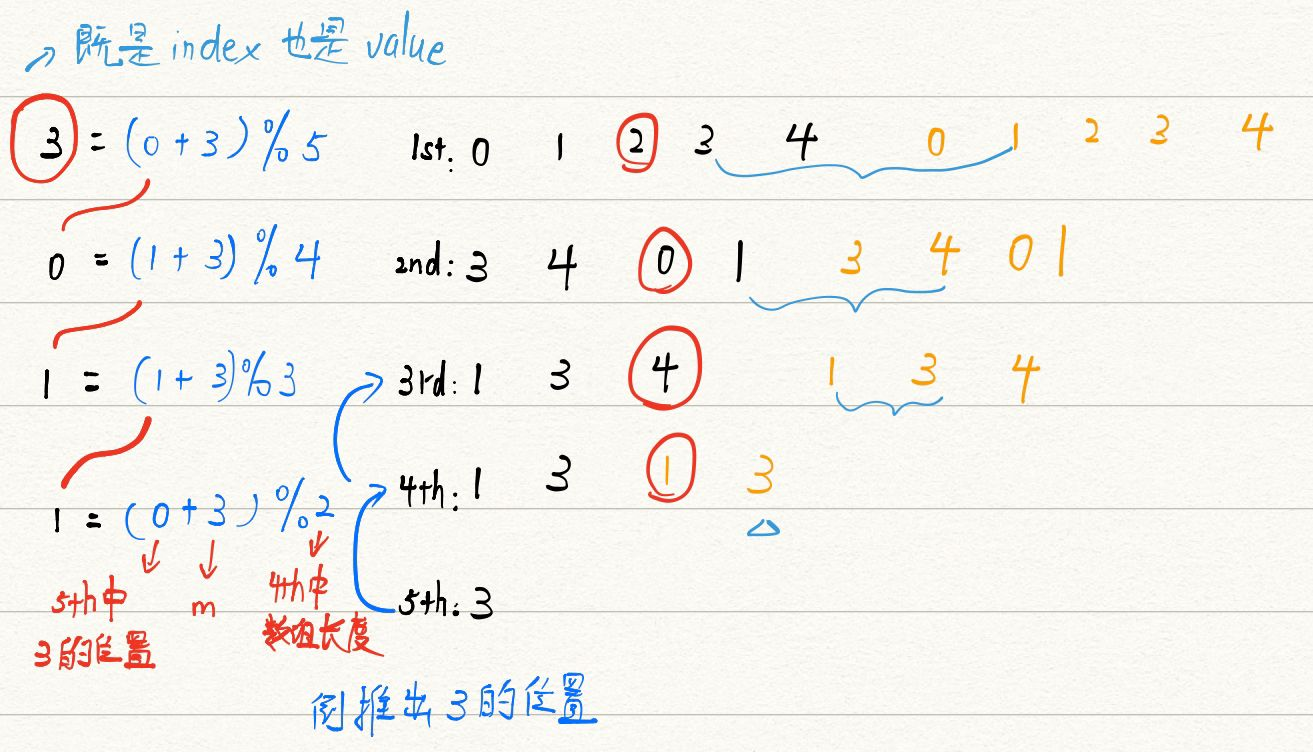 既是 index 也是 value
3 = (0 + 3) % 5 1st: 0 1 2 3 4 0 1 2 3 4
0 = (1 + 3) % 4 2nd: 3 4 0 1 3 4 0 1
1 = (1 + 3) % 3 3rd: 1 3 4 1 3 4
1 = (0 + 3) % 2 4th: 1 3 1 3
5th中 m 4th中 5th: 3
3的位置 数组长度
倒推出3的位置